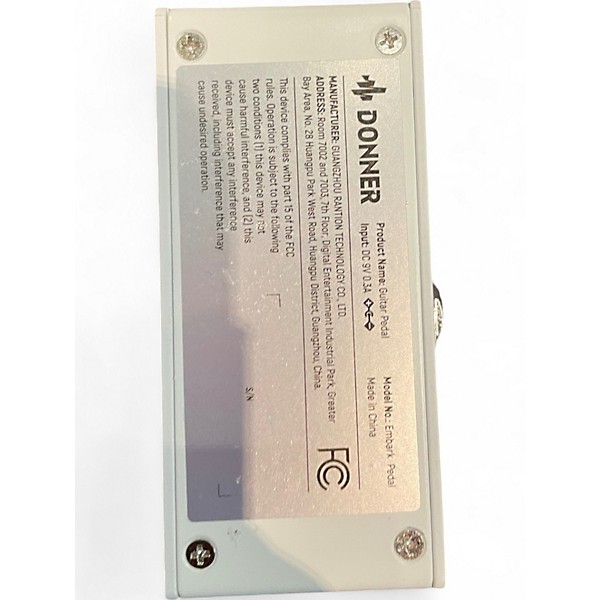 DONNER
Product Name: Guitar Pedal
Model No.: Embark Pedal
Input: DC 9V 0.3A
Made in China
MANUFACTURER: GUANGZHOU RANTION TECHNOLOGY CO., LTD.
ADDRESS: Room 7002 and 7003, 7th Floor, Digital Entertainment Industrial Park, Greater
Bay Area, No. 28 Huangpu Park West Road, Huangpu District, Guangzhou, China.
This device complies with part 15 of the FCC
rules. Operation is subject to the following
two conditions (1) this device may not
cause harmful interference, and (2) this
device must accept any interference
received, including interference that may
cause undesired operation.
FC
S/N